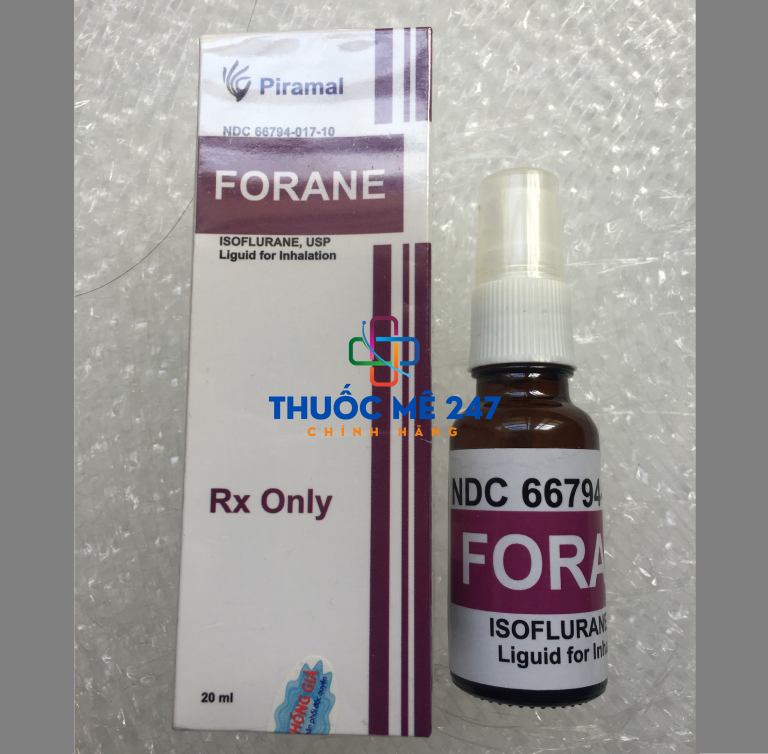 Piramal
NDC 66794-017-10
FORANE
ISOFLURANE, USP
Liguid for Inhalation
THUỐC MÊ 247
CHÍNH HÃNG
Rx Only
20 ml
NDC 66794
FORA
ISOFLURANE
Liguid for Inha